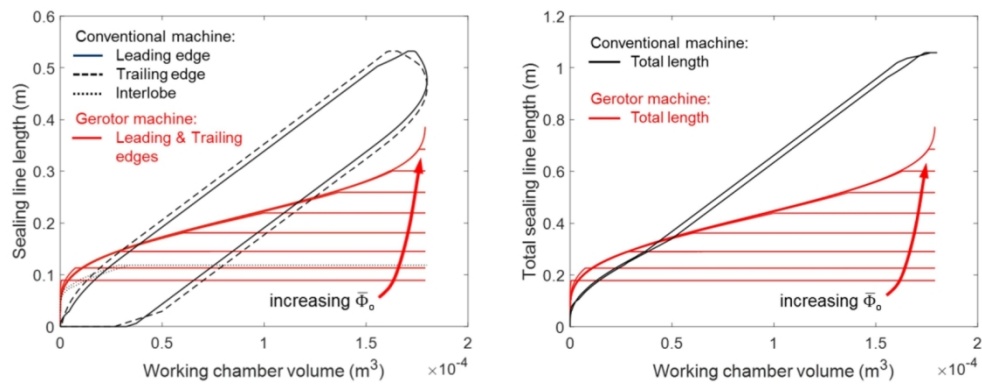 0.6
0.5
0.4
0.3
0.2
0.1
0
Sealing line length (m)
Conventional machine:
Leading edge
Trailing edge
Interlobe
Gerotor machine:
Leading & Trailing
edges
increasing Φ̅₀
0 0.5 1 1.5 2
Working chamber volume (m³) ×10⁻⁴
1.2
1
0.8
0.6
0.4
0.2
0
Total sealing line length (m)
Conventional machine:
Total length
Gerotor machine:
Total length
increasing Φ̅₀
0 0.5 1 1.5 2
Working chamber volume (m³) ×10⁻⁴